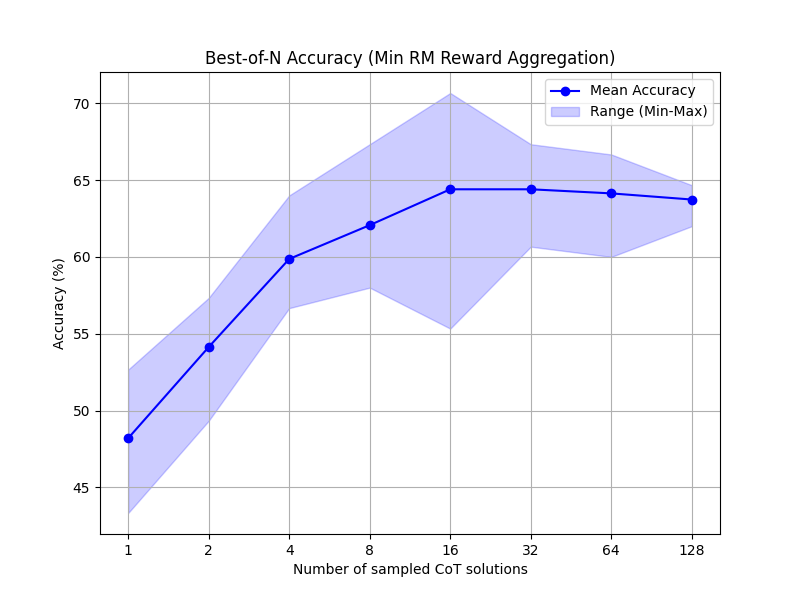 Best-of-N Accuracy (Min RM Reward Aggregation)
Mean Accuracy
Range (Min-Max)
Accuracy (%)
70
65
60
55
50
45
1 2 4 8 16 32 64 128
Number of sampled CoT solutions